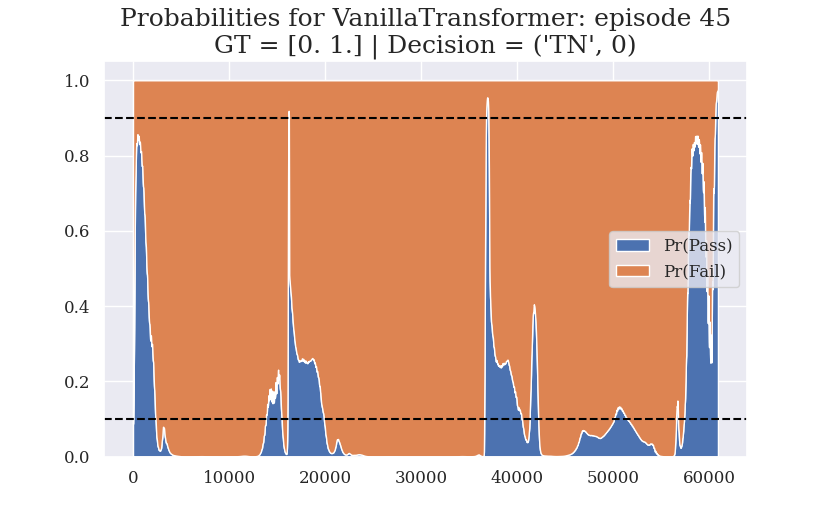 Probabilities for VanillaTransformer: episode 45
GT = [0. 1.] | Decision = ('TN', 0)
1.0
0.8
0.6
0.4
0.2
0.0
Pr(Pass)
Pr(Fail)
0 10000 20000 30000 40000 50000 60000